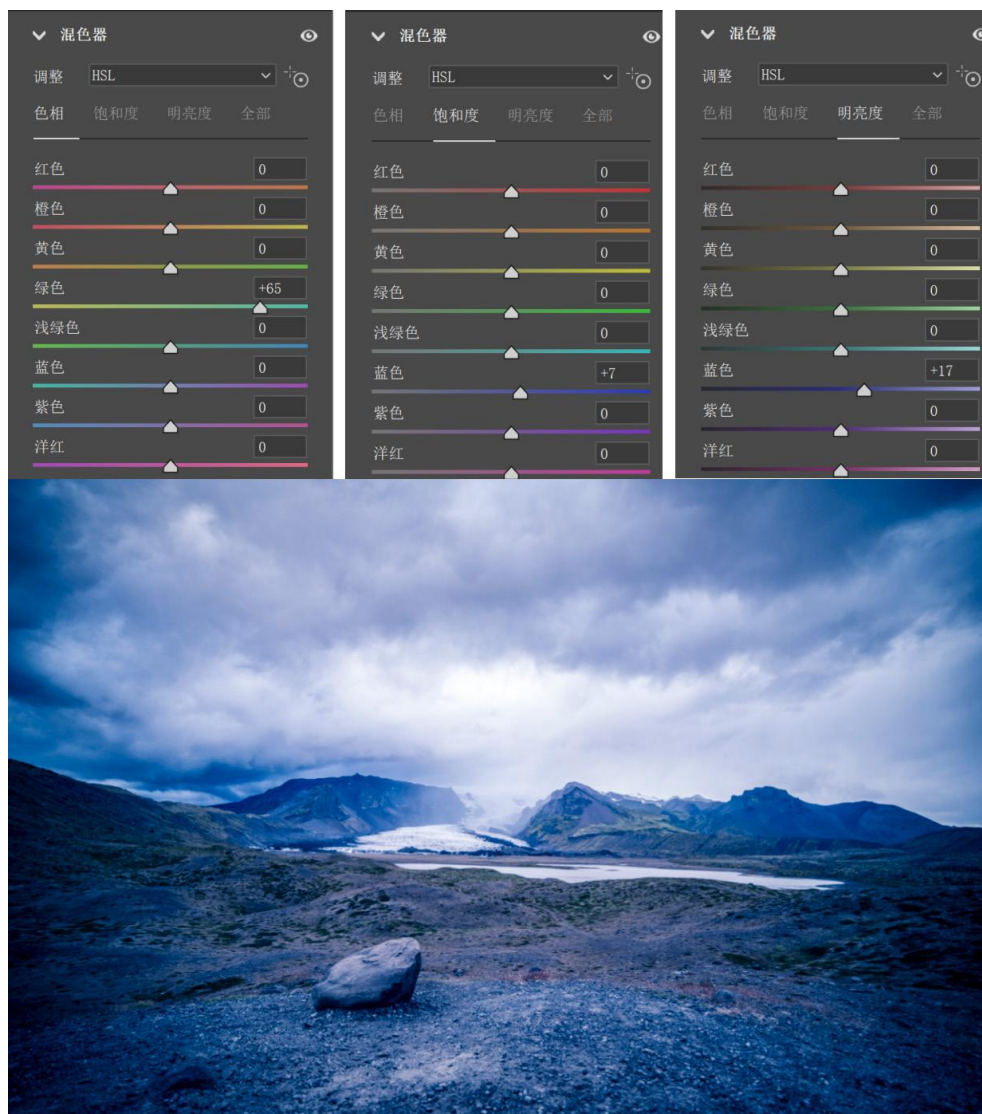 混色器
调整 HSL
色相 饱和度 明亮度 全部
红色 0
橙色 0
黄色 0
绿色 +65
浅绿色 0
蓝色 0
紫色 0
洋红 0
混色器
调整 HSL
色相 饱和度 明亮度 全部
红色 0
橙色 0
黄色 0
绿色 0
浅绿色 0
蓝色 +7
紫色 0
洋红 0
混色器
调整 HSL
色相 饱和度 明亮度 全部
红色 0
橙色 0
黄色 0
绿色 0
浅绿色 0
蓝色 +17
紫色 0
洋红 0